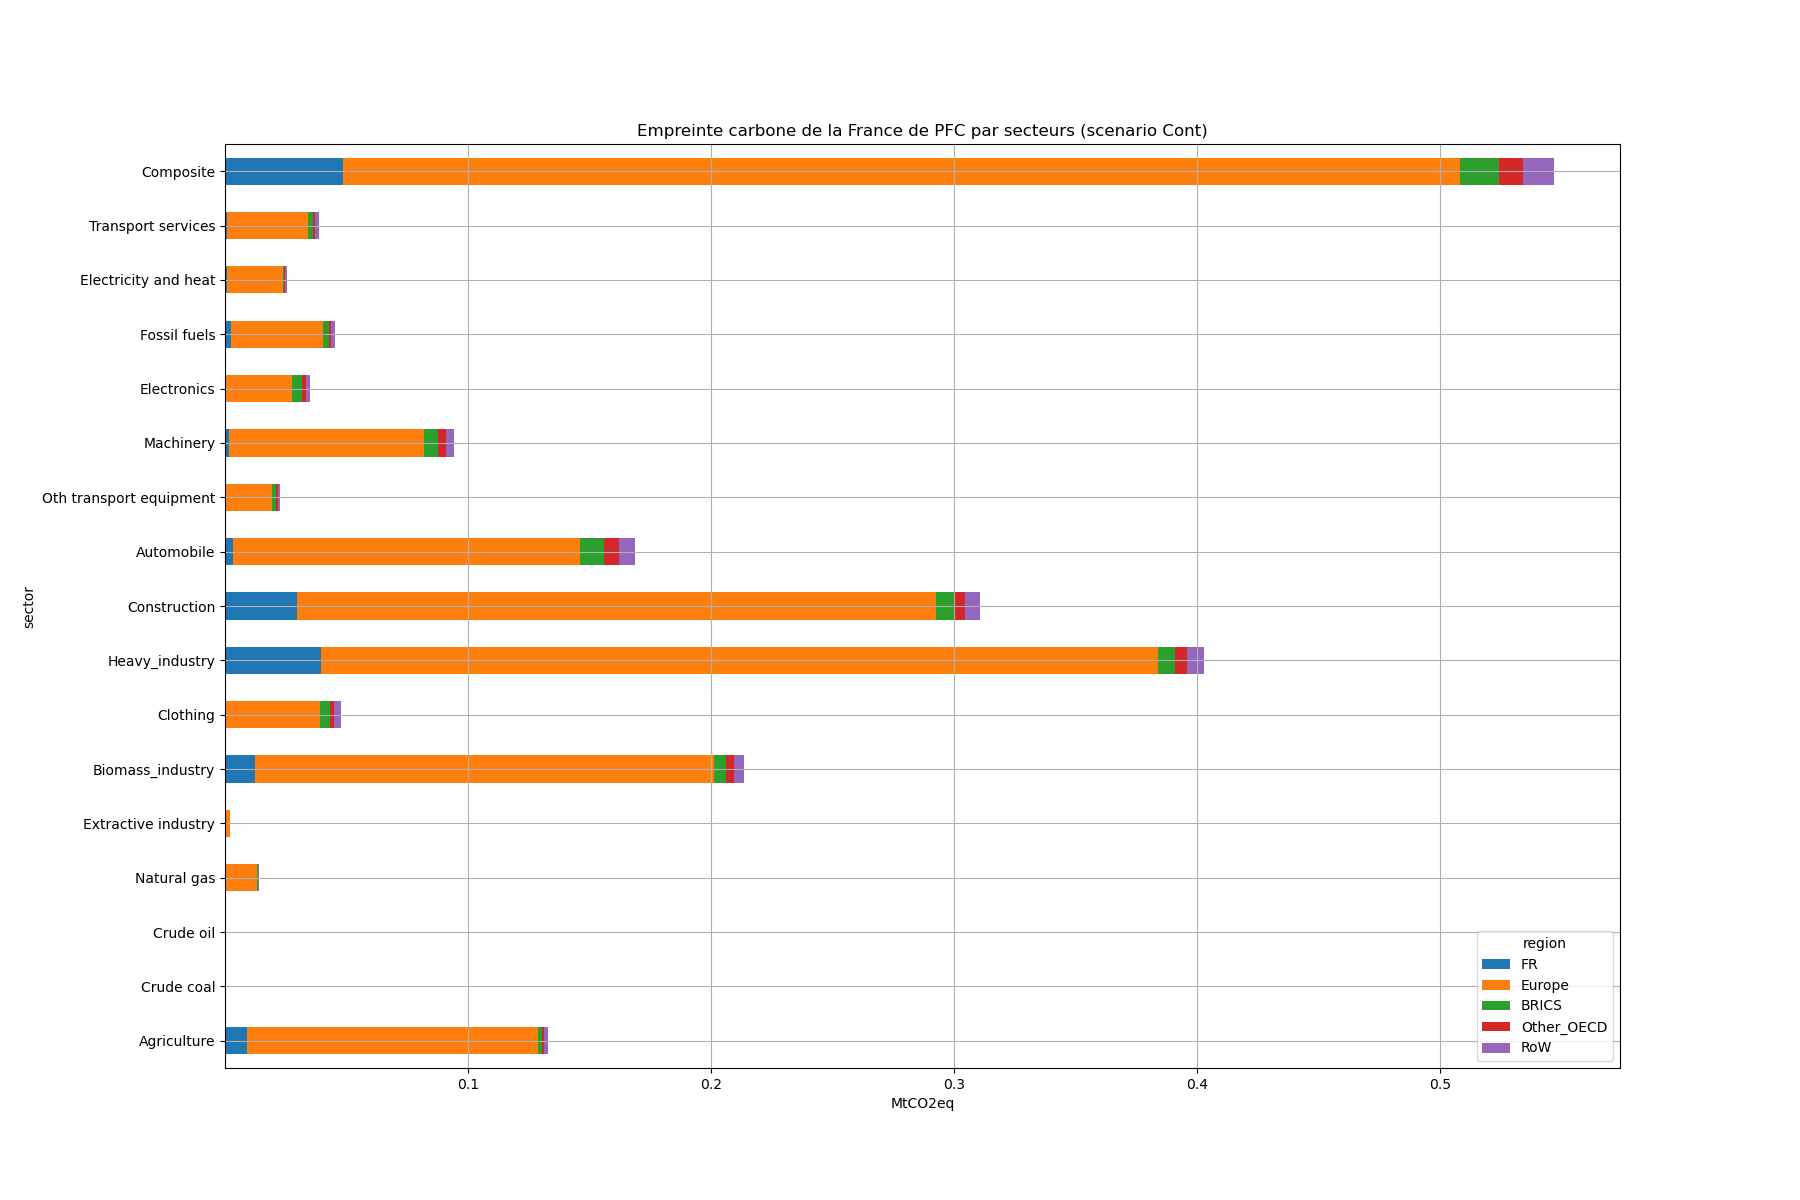 Empreinte carbone de la France de PFC par secteurs (scenario Cont)
sector
Composite
Transport services
Electricity and heat
Fossil fuels
Electronics
Machinery
Oth transport equipment
Automobile
Construction
Heavy_industry
Clothing
Biomass_industry
Extractive industry
Natural gas
Crude oil
Crude coal
Agriculture
region
FR
Europe
BRICS
Other_OECD
RoW
0.1 0.2 0.3 0.4 0.5
MtCO2eq